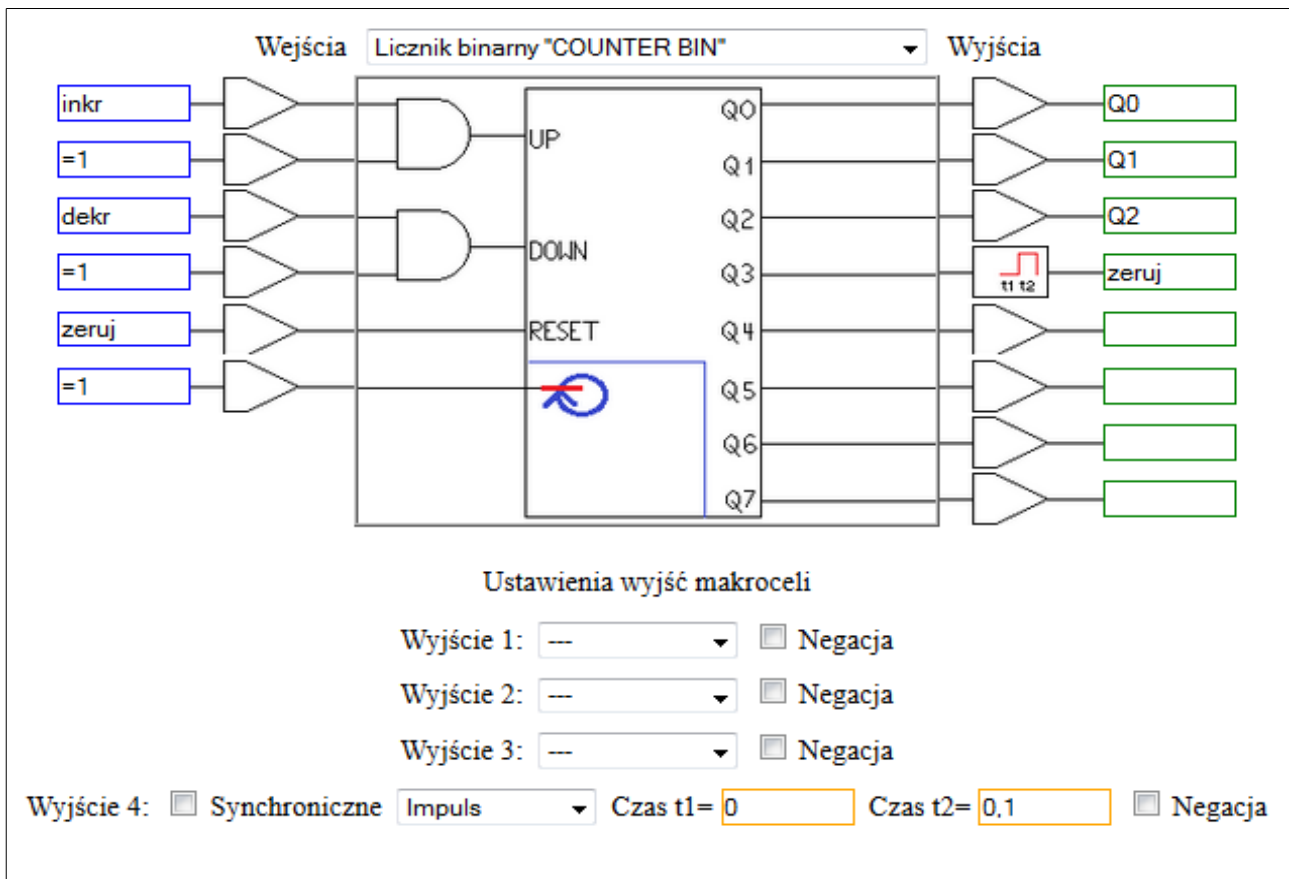 Wejścia Licznik binarny "COUNTER BIN" Wyjścia
inkr Q0 Q0
=1 UP Q1 Q1
dekr Q2 Q2
=1 DOWN Q3 t1 t2 zeruj
zeruj RESET Q4
=1 Q5
Q6
Q7
Ustawienia wyjść makroceli
Wyjście 1: --- Negacja
Wyjście 2: --- Negacja
Wyjście 3: --- Negacja
Wyjście 4: Synchroniczne Impuls Czas t1= 0 Czas t2= 0,1 Negacja